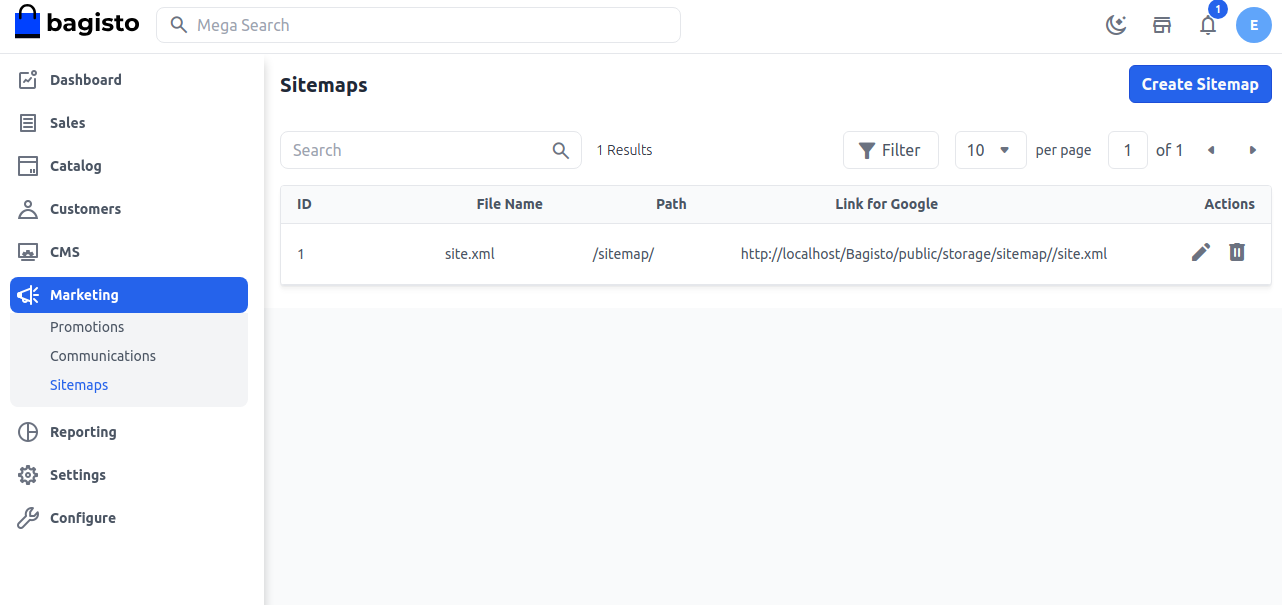 bagisto
Mega Search
1
E
Dashboard
Sales
Catalog
Customers
CMS
Marketing
Promotions
Communications
Sitemaps
Reporting
Settings
Configure
Sitemaps
Create Sitemap
Search
1 Results
Filter
10
per page
1
of 1
ID File Name Path Link for Google Actions
1 site.xml /sitemap/ http://localhost/Bagisto/public/storage/sitemap//site.xml